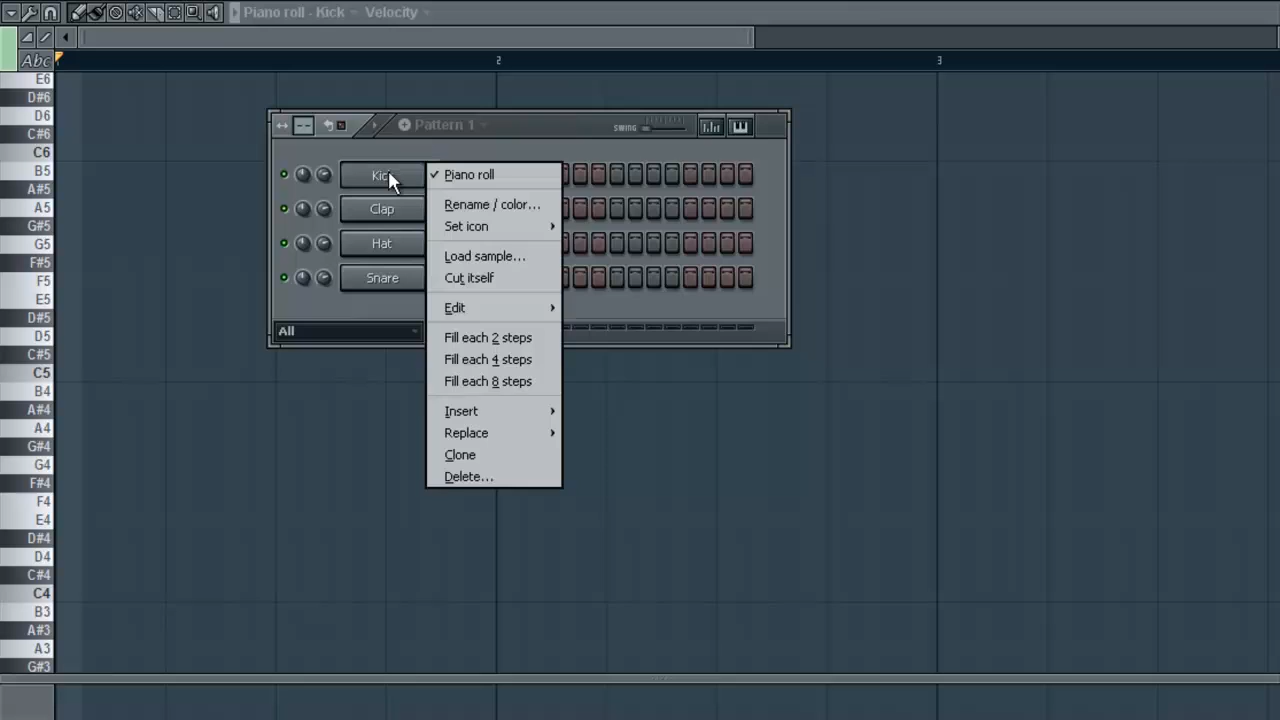 Piano roll - Kick Velocity
Abc 2 3
E6
D#6
D6
C#6
C6
B5
A#5
A5
G#5
G5
F#5
F5
E5
D#5
D5
C#5
C5
B4
A#4
A4
G#4
G4
F#4
F4
E4
D#4
D4
C#4
C4
B3
A#3
A3
G#3
Pattern 1 SWING
Clap
Hat
Snare
All
Piano roll
Rename / color...
Set icon
Load sample...
Cut itself
Edit
Fill each 2 steps
Fill each 4 steps
Fill each 8 steps
Insert
Replace
Clone
Delete...